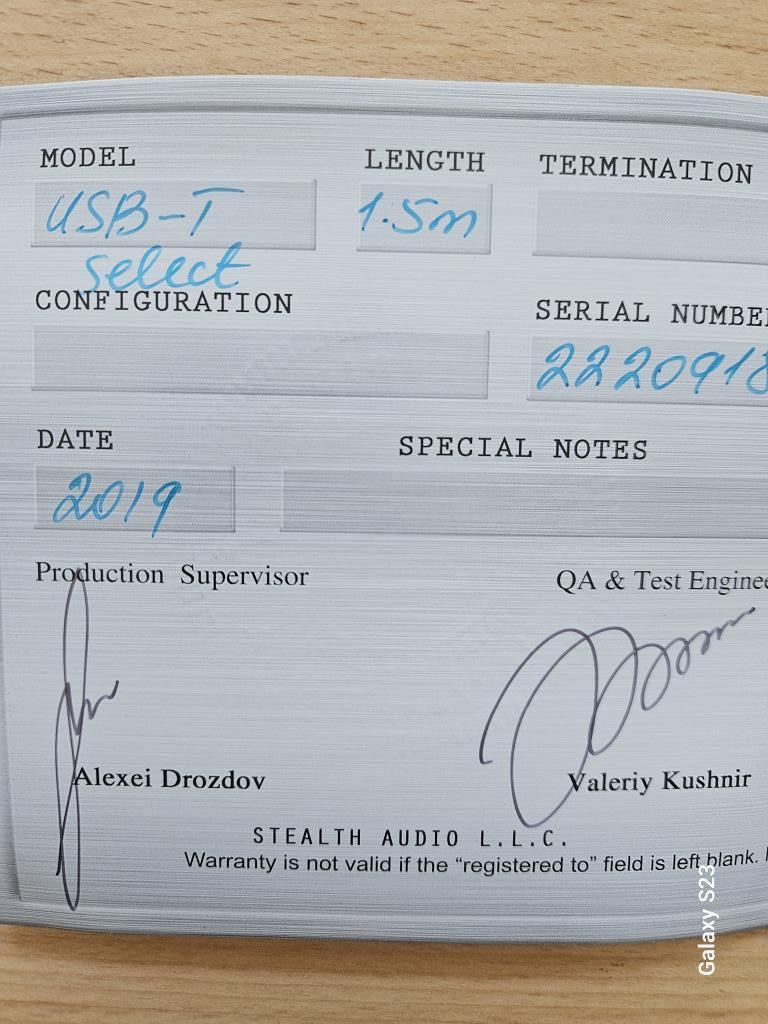 MODEL LENGTH TERMINATION
USB-T 1.5m
select
CONFIGURATION SERIAL NUMBE
2220918
DATE SPECIAL NOTES
2019
Production Supervisor QA & Test Enginee
Alexei Drozdov Valeriy Kushnir
STEALTH AUDIO L.L.C.
Warranty is not valid if the “registered to” field is left blank.
Galaxy S23